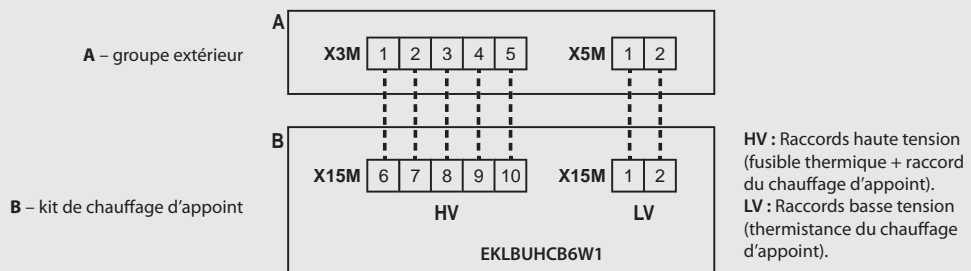 A
A – groupe extérieur
X3M 1 2 3 4 5
X5M 1 2
B
B – kit de chauffage d’appoint
X15M 6 7 8 9 10
X15M 1 2
HV
LV
EKLBUHCB6W1
HV : Raccords haute tension
(fusible thermique + raccord
du chauffage d’appoint).
LV : Raccords basse tension
(thermistance du chauffage
d’appoint).